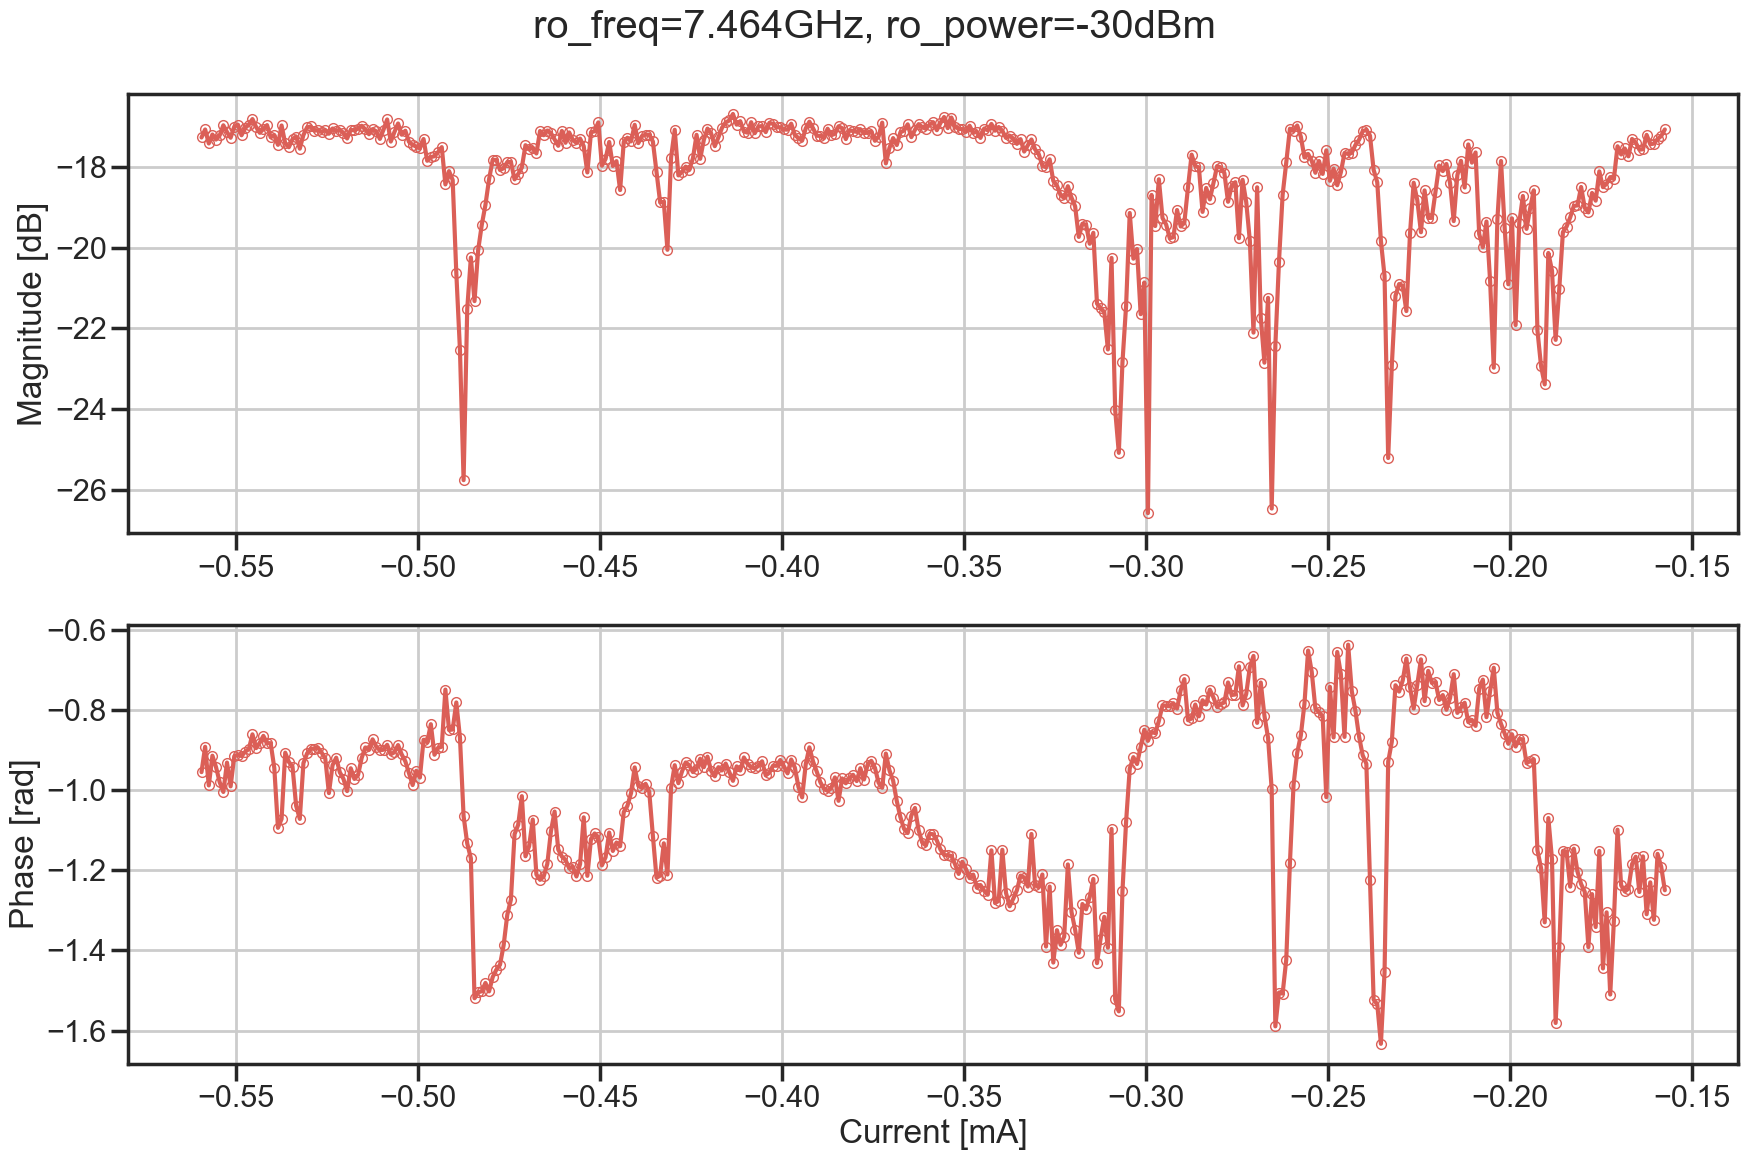 ro_freq=7.464GHz, ro_power=-30dBm
Magnitude [dB]
−18
−20
−22
−24
−26
−0.55 −0.50 −0.45 −0.40 −0.35 −0.30 −0.25 −0.20 −0.15
Phase [rad]
−0.6
−0.8
−1.0
−1.2
−1.4
−1.6
−0.55 −0.50 −0.45 −0.40 −0.35 −0.30 −0.25 −0.20 −0.15
Current [mA]